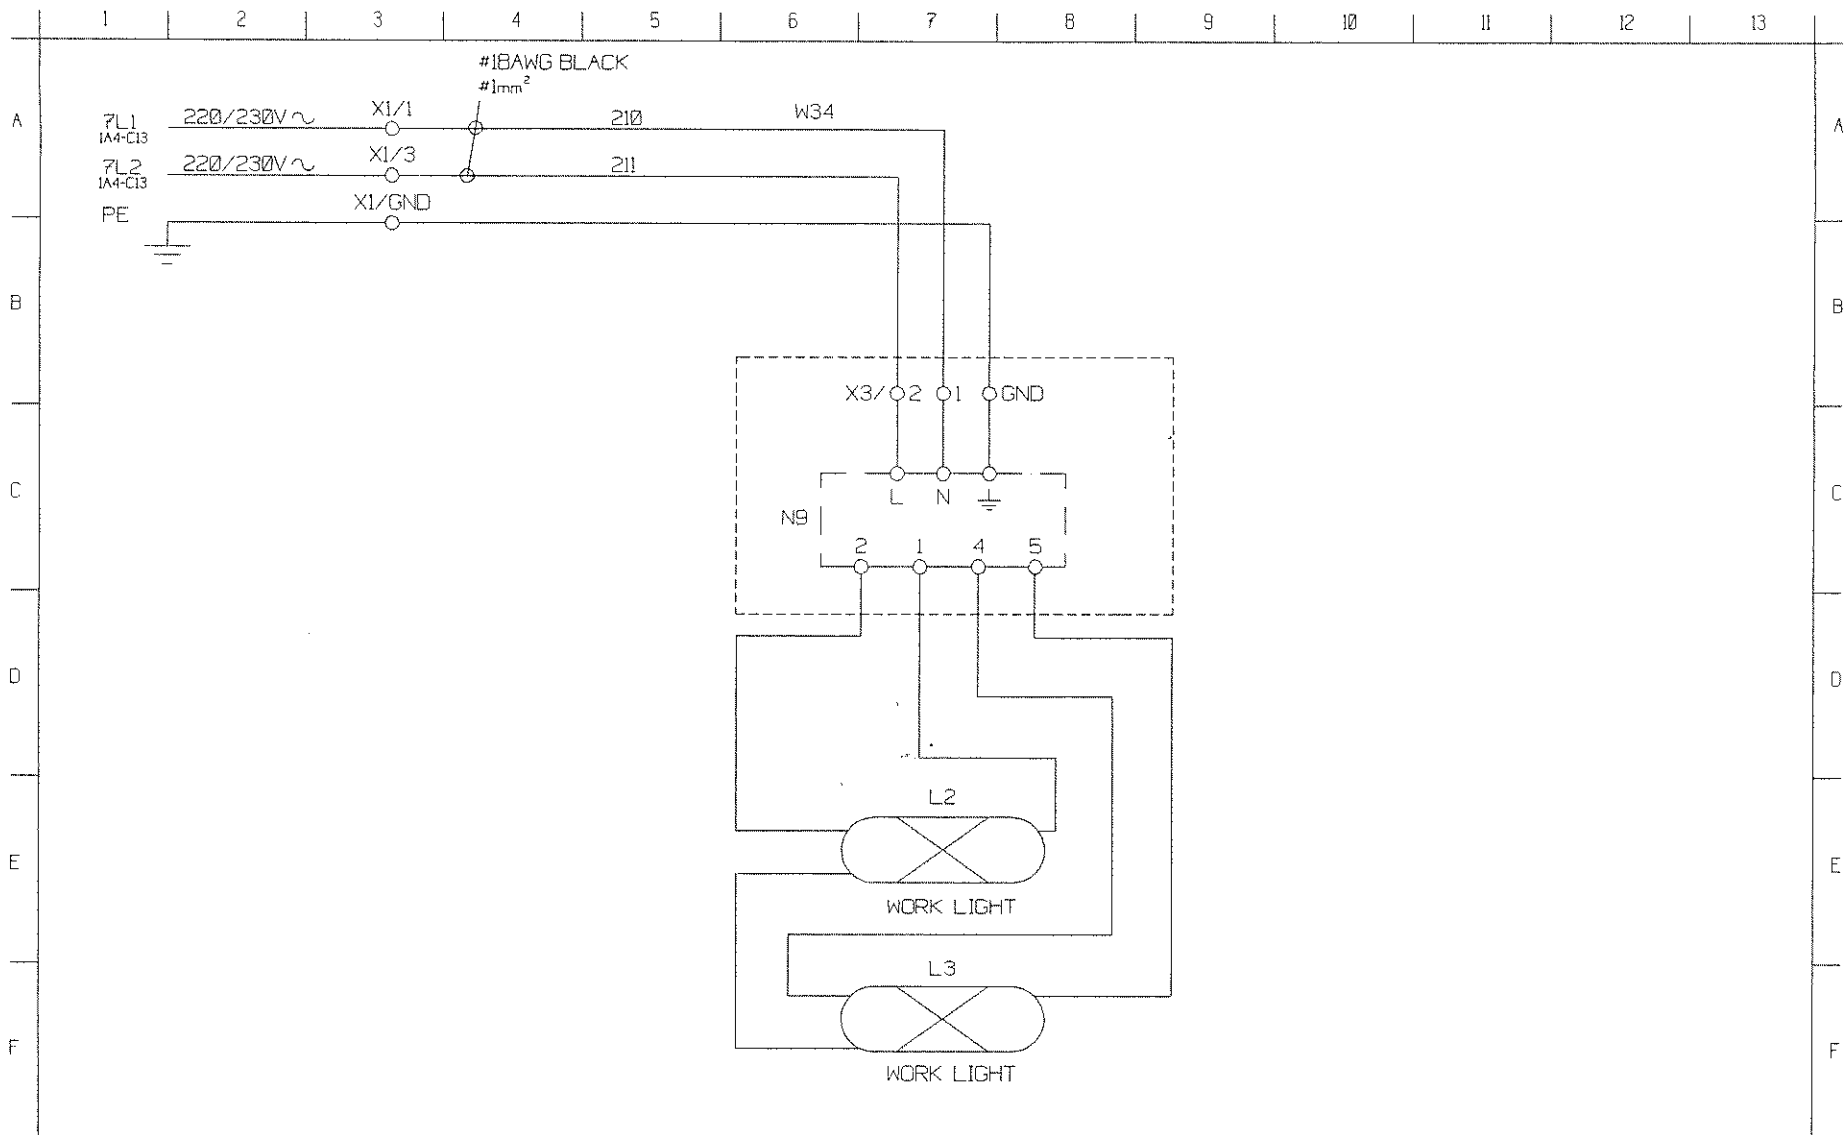 1 2 3 4 5 6 7 8 9 10 11 12 13
#18AWG BLACK
#1mm²
A 7L1 220/230V~ X1/1 210 W34 A
1A4-C13
7L2 220/230V~ X1/3 211
1A4-C13
PE X1/GND
B B
X3/ 2 1 GND
C L N C
N9
2 1 4 5
D D
L2
E E
WORK LIGHT
L3
F F
WORK LIGHT